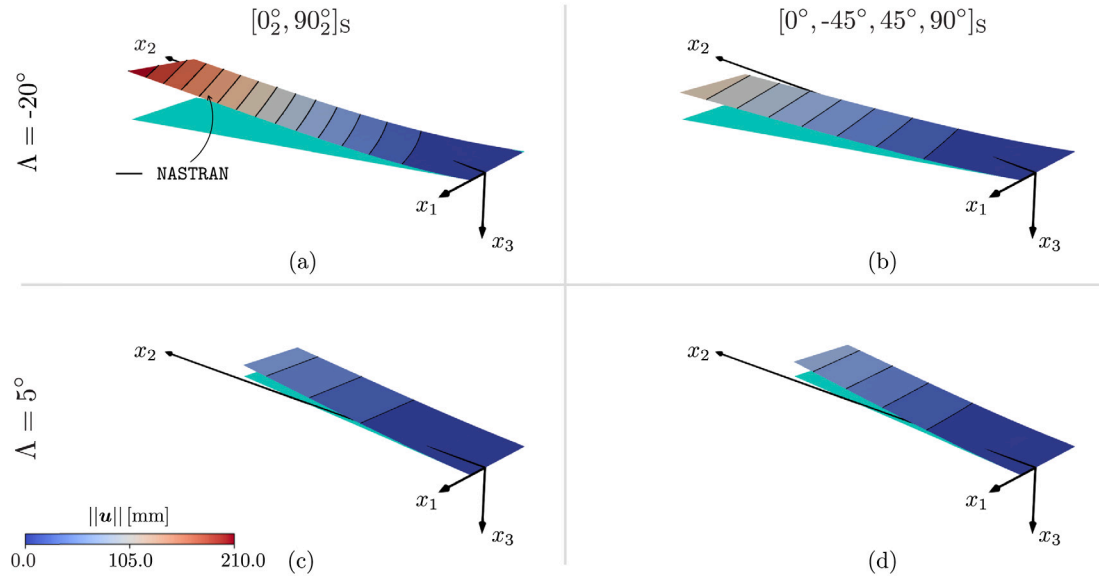 [0°₂, 90°₂]S
[0°, -45°, 45°, 90°]S
Λ = -20°
x₂
NASTRAN
x₁
x₃
(a)
x₂
x₁
x₃
(b)
Λ = 5°
x₂
x₁
x₃
(c)
||u|| [mm]
0.0 105.0 210.0
x₂
x₁
x₃
(d)